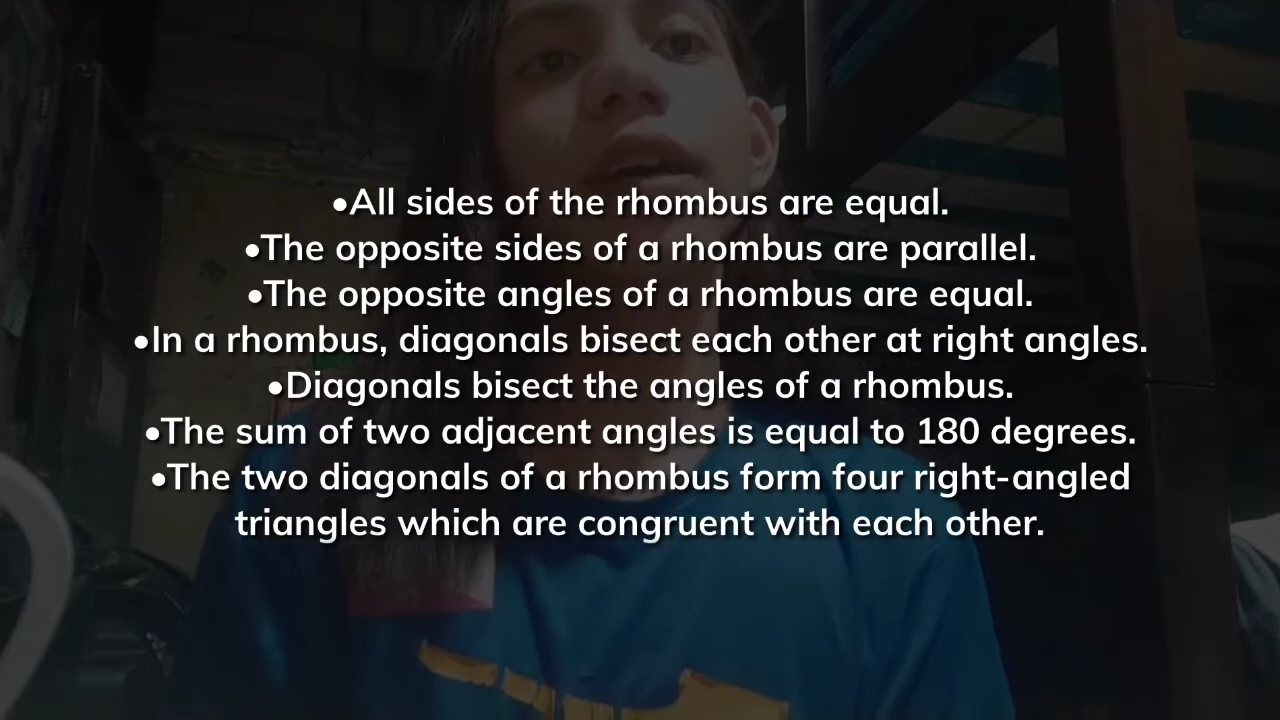 •All sides of the rhombus are equal.
•The opposite sides of a rhombus are parallel.
•The opposite angles of a rhombus are equal.
•In a rhombus, diagonals bisect each other at right angles.
•Diagonals bisect the angles of a rhombus.
•The sum of two adjacent angles is equal to 180 degrees.
•The two diagonals of a rhombus form four right-angled
triangles which are congruent with each other.